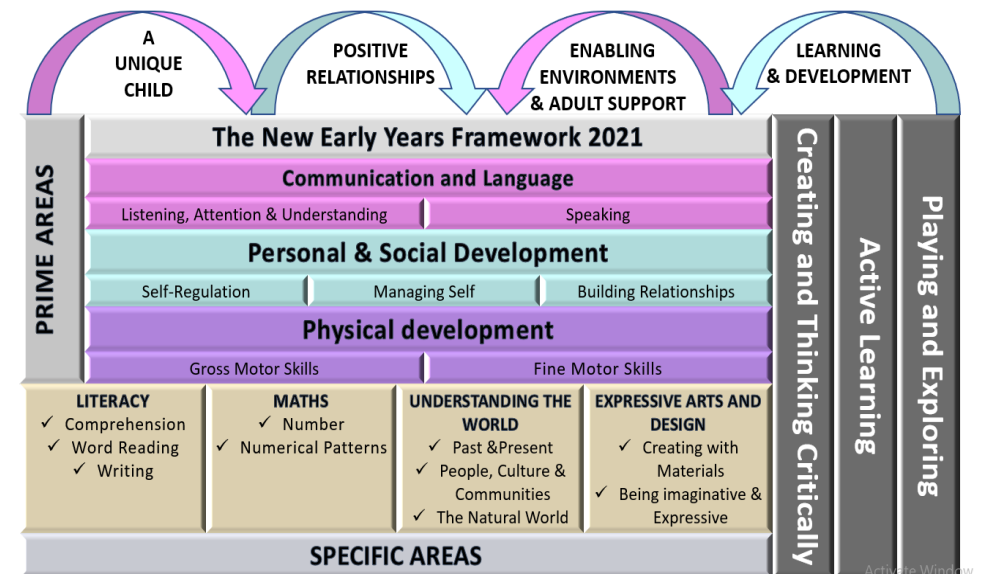 A
UNIQUE
CHILD
POSITIVE
RELATIONSHIPS
ENABLING
ENVIRONMENTS
& ADULT SUPPORT
LEARNING
& DEVELOPMENT
PRIME AREAS
The New Early Years Framework 2021
Communication and Language
Listening, Attention & Understanding
Speaking
Personal & Social Development
Self-Regulation
Managing Self
Building Relationships
Physical development
Gross Motor Skills
Fine Motor Skills
LITERACY
✓ Comprehension
✓ Word Reading
✓ Writing
MATHS
✓ Number
✓ Numerical Patterns
UNDERSTANDING THE
WORLD
✓ Past &Present
✓ People, Culture &
Communities
✓ The Natural World
EXPRESSIVE ARTS AND
DESIGN
✓ Creating with
Materials
✓ Being imaginative &
Expressive
SPECIFIC AREAS
Creating and Thinking Critically
Active Learning
Playing and Exploring
Activate Window